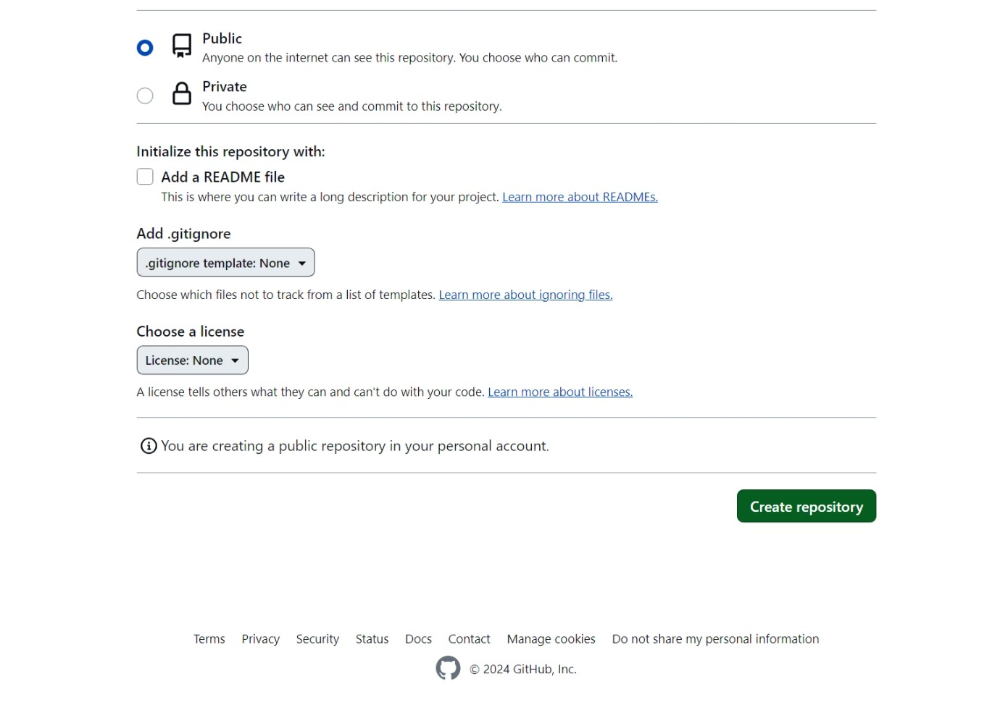 Public
Anyone on the internet can see this repository. You choose who can commit.
Private
You choose who can see and commit to this repository.
Initialize this repository with:
Add a README file
This is where you can write a long description for your project. Learn more about READMEs.
Add .gitignore
.gitignore template: None
Choose which files not to track from a list of templates. Learn more about ignoring files.
Choose a license
License: None
A license tells others what they can and can't do with your code. Learn more about licenses.
You are creating a public repository in your personal account.
Create repository
Terms Privacy Security Status Docs Contact Manage cookies Do not share my personal information
© 2024 GitHub, Inc.